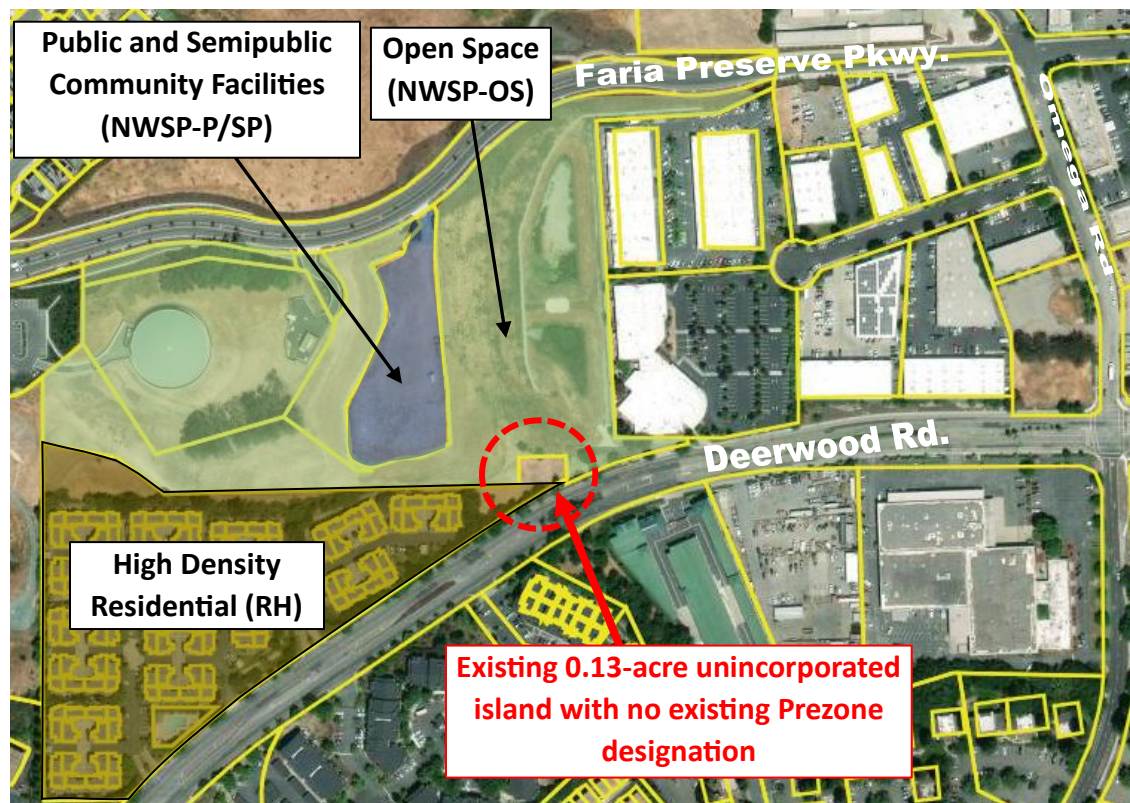 Public and Semipublic
Community Facilities
(NWSP-P/SP)
Open Space
(NWSP-OS)
Faria Preserve Pkwy.
Omega Rd
Deerwood Rd.
High Density
Residential (RH)
Existing 0.13-acre unincorporated
island with no existing Prezone
designation